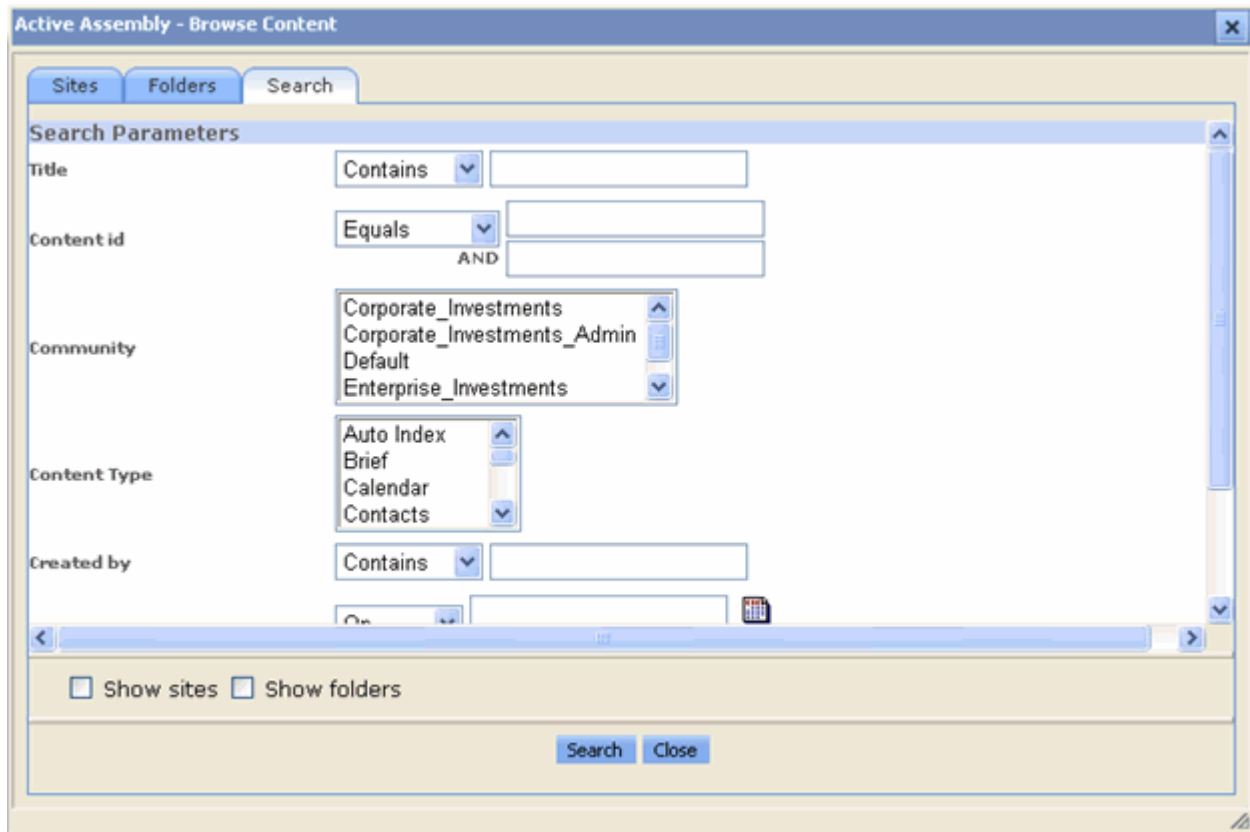 Active Assembly - Browse Content
Sites Folders Search
Search Parameters
Title Contains
Content id Equals
AND
Community
Corporate_Investments
Corporate_Investments_Admin
Default
Enterprise_Investments
Content Type
Auto Index
Brief
Calendar
Contacts
Created by Contains
On
Show sites Show folders
Search Close